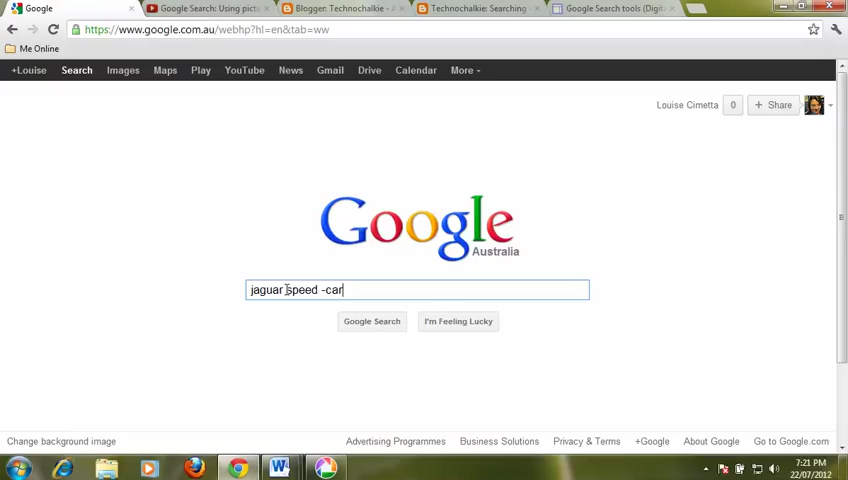 Google
Google Search: Using pictu
Blogger: Technochalkie - A
Technochalkie: Searching
Google Search tools (Digit
https://www.google.com.au/webhp?hl=en&tab=ww
Me Online
+Louise Search Images Maps Play YouTube News Gmail Drive Calendar More
Louise Cimetta 0 + Share
Google
Australia
jaguar speed -car
Google Search I'm Feeling Lucky
Change background image Advertising Programmes Business Solutions Privacy & Terms +Google About Google Go to Google.com
7:21 PM
22/07/2012